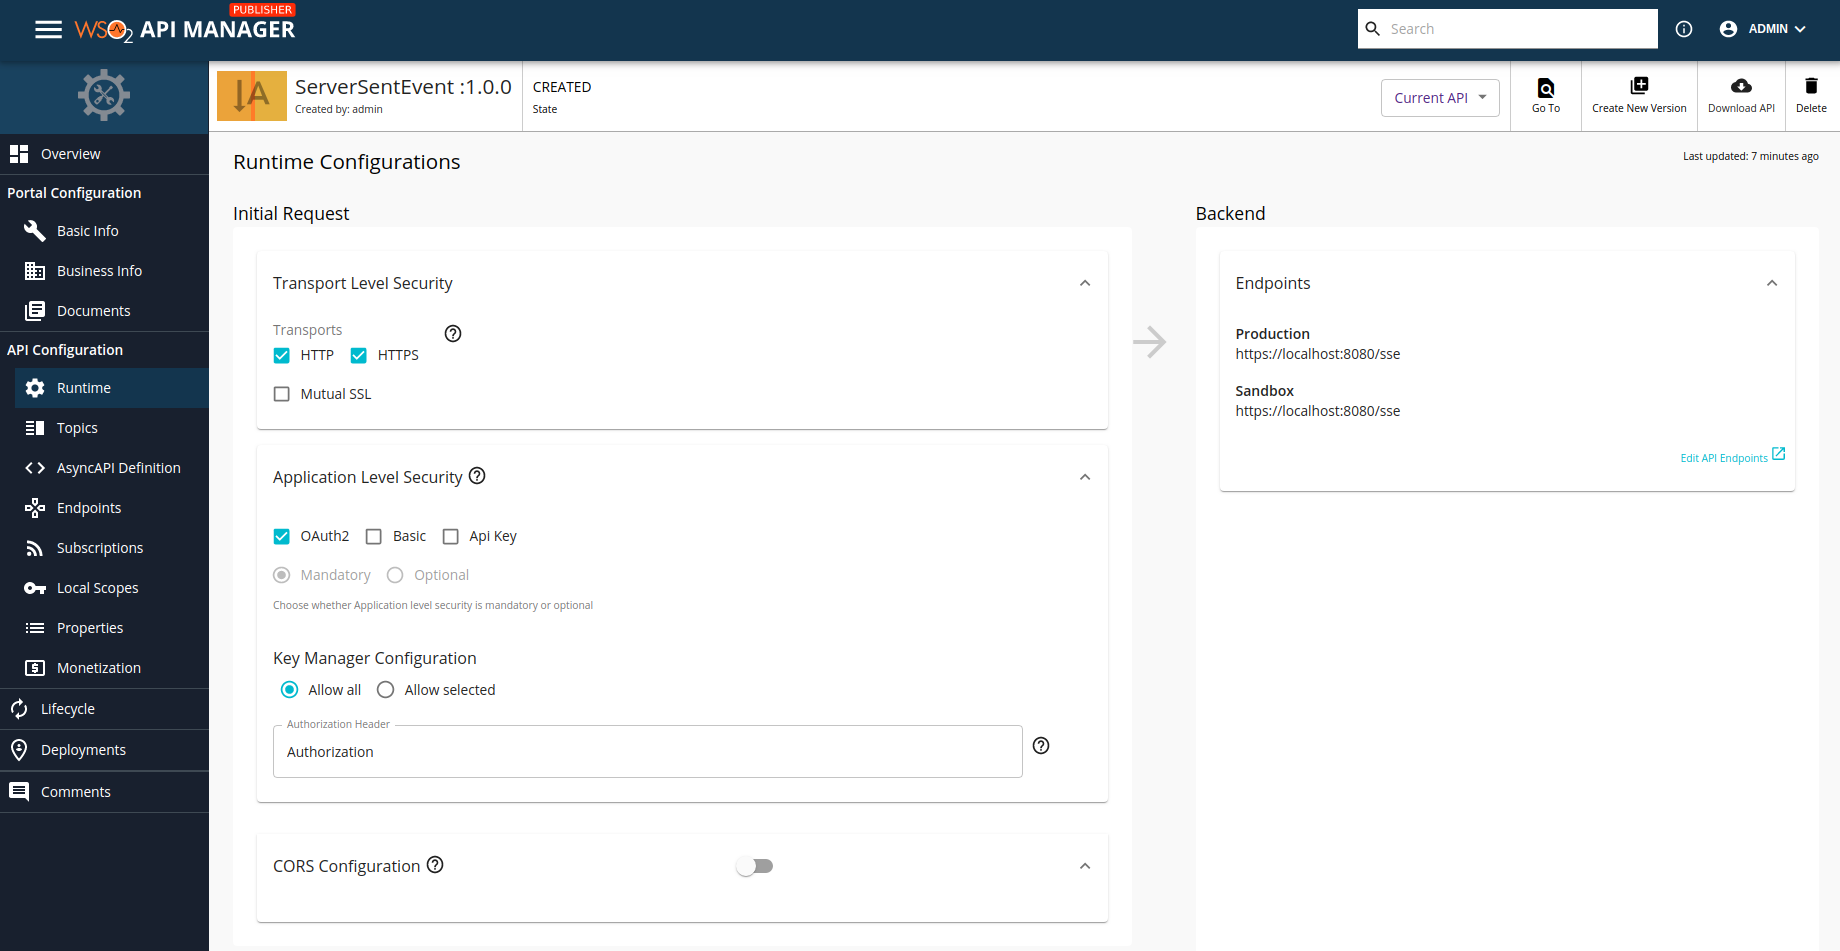 PUBLISHER
WSO2 API MANAGER
Search
ADMIN
ServerSentEvent :1.0.0
Created by: admin
CREATED
State
Current API
Go To
Create New Version
Download API
Delete
Overview
Portal Configuration
Basic Info
Business Info
Documents
API Configuration
Runtime
Topics
AsyncAPI Definition
Endpoints
Subscriptions
Local Scopes
Properties
Monetization
Lifecycle
Deployments
Comments
Runtime Configurations
Last updated: 7 minutes ago
Initial Request
Transport Level Security
Transports
HTTP HTTPS
Mutual SSL
Application Level Security
OAuth2 Basic Api Key
Mandatory Optional
Choose whether Application level security is mandatory or optional
Key Manager Configuration
Allow all Allow selected
Authorization Header
Authorization
CORS Configuration
Backend
Endpoints
Production
https://localhost:8080/sse
Sandbox
https://localhost:8080/sse
Edit API Endpoints